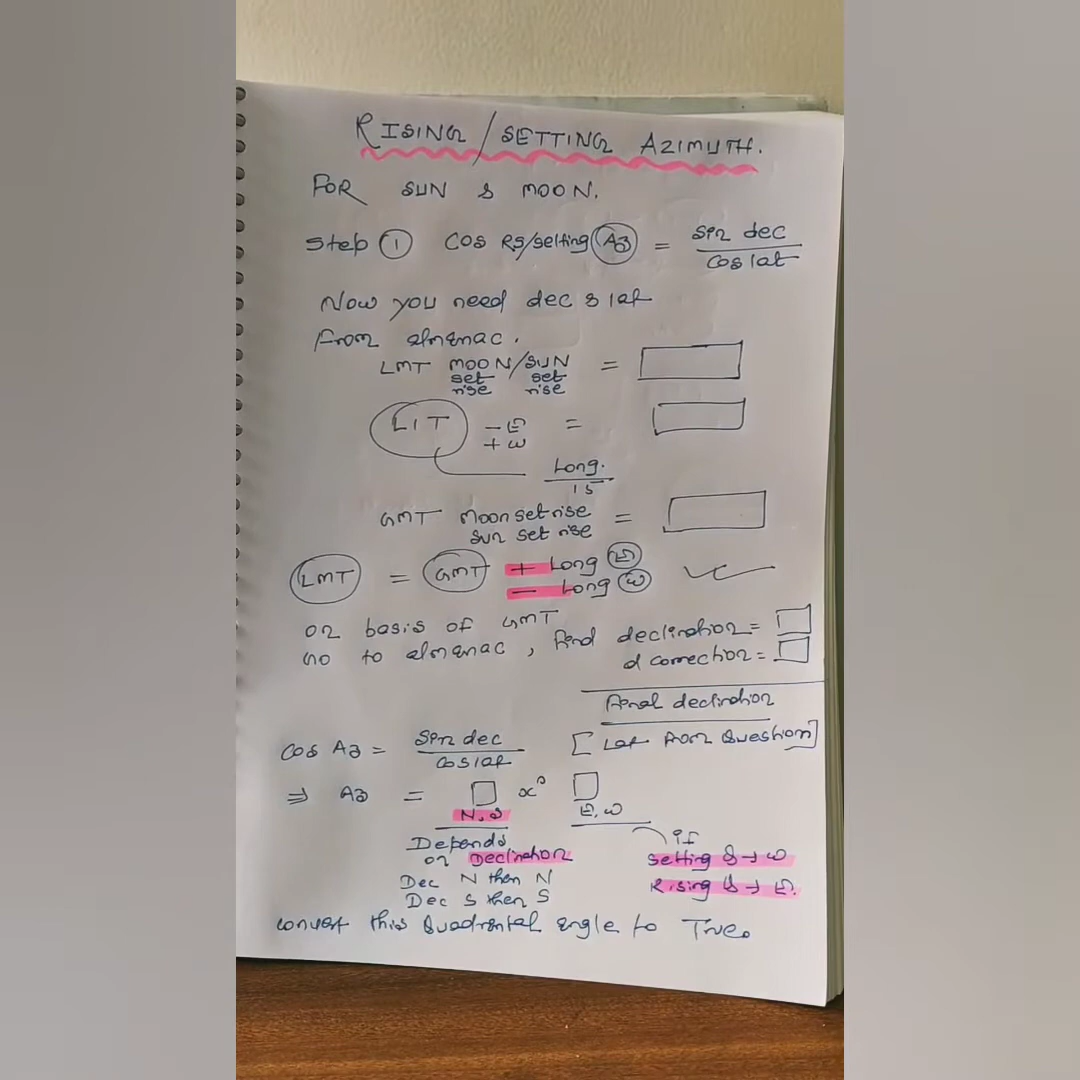 RISING / SETTING AZIMUTH.
FOR SUN & MOON.
Step 1 COS RS/setting Az = sin dec / cos lat
Now you need dec & lat
from almanac.
LMT MOON/SUN =
set set
rise rise
LIT - E =
+ W
Long.
15
GMT Moon set rise =
sun set rise
LMT = GMT + Long E
- Long W
on basis of GMT
Go to almanac, find declination =
d correction =
Final declination
COS Az = sin dec / cos lat [Lat from Question]
⇒ Az = x°
N, S E, W
Depends if
on Declination Setting → W
Dec N then N Rising → E.
Dec S then S
convert this Quadrantal angle to True.